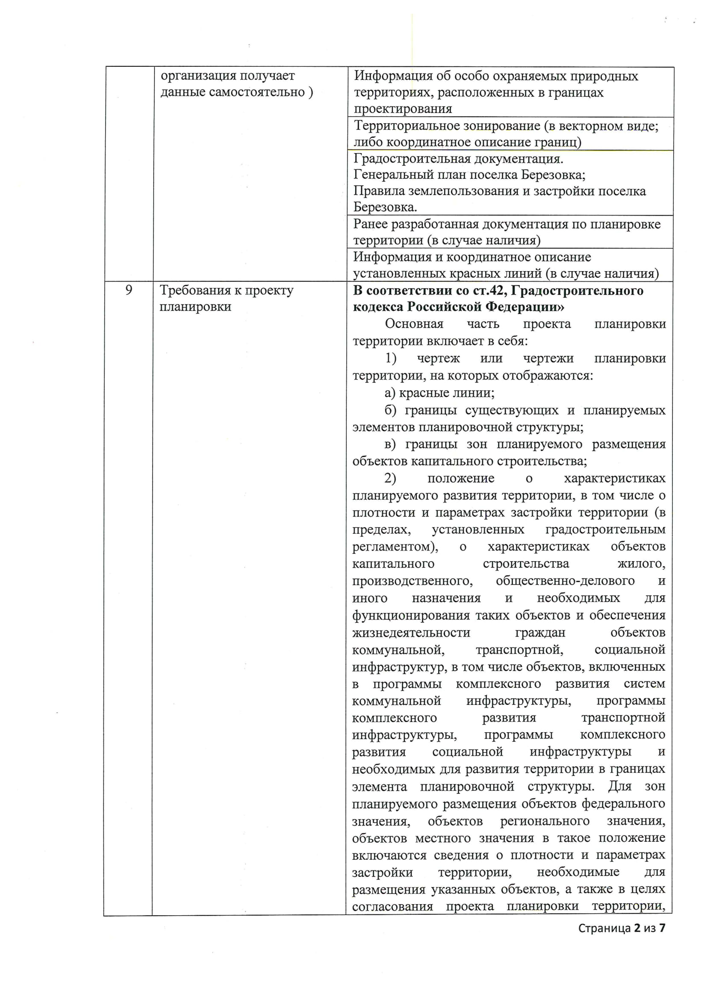 организация получает
данные самостоятельно )
Информация об особо охраняемых природных
территориях, расположенных в границах
проектирования
Территориальное зонирование (в векторном виде;
либо координатное описание границ)
Градостроительная документация.
Генеральный план поселка Березовка;
Правила землепользования и застройки поселка
Березовка.
Ранее разработанная документация по планировке
территории (в случае наличия)
Информация и координатное описание
установленных красных линий (в случае наличия)
9
Требования к проекту
планировки
В соответствии со ст.42, Градостроительного
кодекса Российской Федерации»
Основная часть проекта планировки
территории включает в себя:
1) чертеж или чертежи планировки
территории, на которых отображаются:
а) красные линии;
б) границы существующих и планируемых
элементов планировочной структуры;
в) границы зон планируемого размещения
объектов капитального строительства;
2) положение о характеристиках
планируемого развития территории, в том числе о
плотности и параметрах застройки территории (в
пределах, установленных градостроительным
регламентом), о характеристиках объектов
капитального строительства жилого,
производственного, общественно-делового и
иного назначения и необходимых для
функционирования таких объектов и обеспечения
жизнедеятельности граждан объектов
коммунальной, транспортной, социальной
инфраструктур, в том числе объектов, включенных
в программы комплексного развития систем
коммунальной инфраструктуры, программы
комплексного развития транспортной
инфраструктуры, программы комплексного
развития социальной инфраструктуры и
необходимых для развития территории в границах
элемента планировочной структуры. Для зон
планируемого размещения объектов федерального
значения, объектов регионального значения,
объектов местного значения в такое положение
включаются сведения о плотности и параметрах
застройки территории, необходимые для
размещения указанных объектов, а также в целях
согласования проекта планировки территории,
Страница 2 из 7